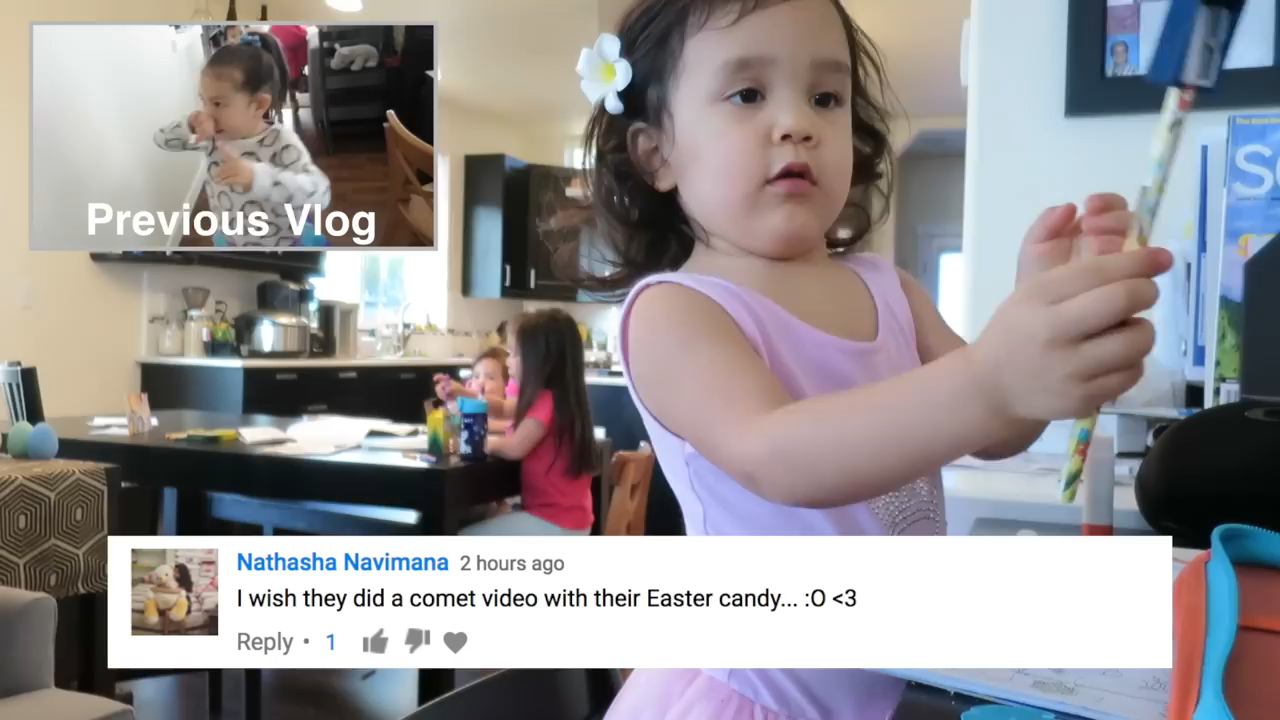 Previous Vlog
Nathasha Navimana 2 hours ago
I wish they did a comet video with their Easter candy... :O <3
Reply • 1